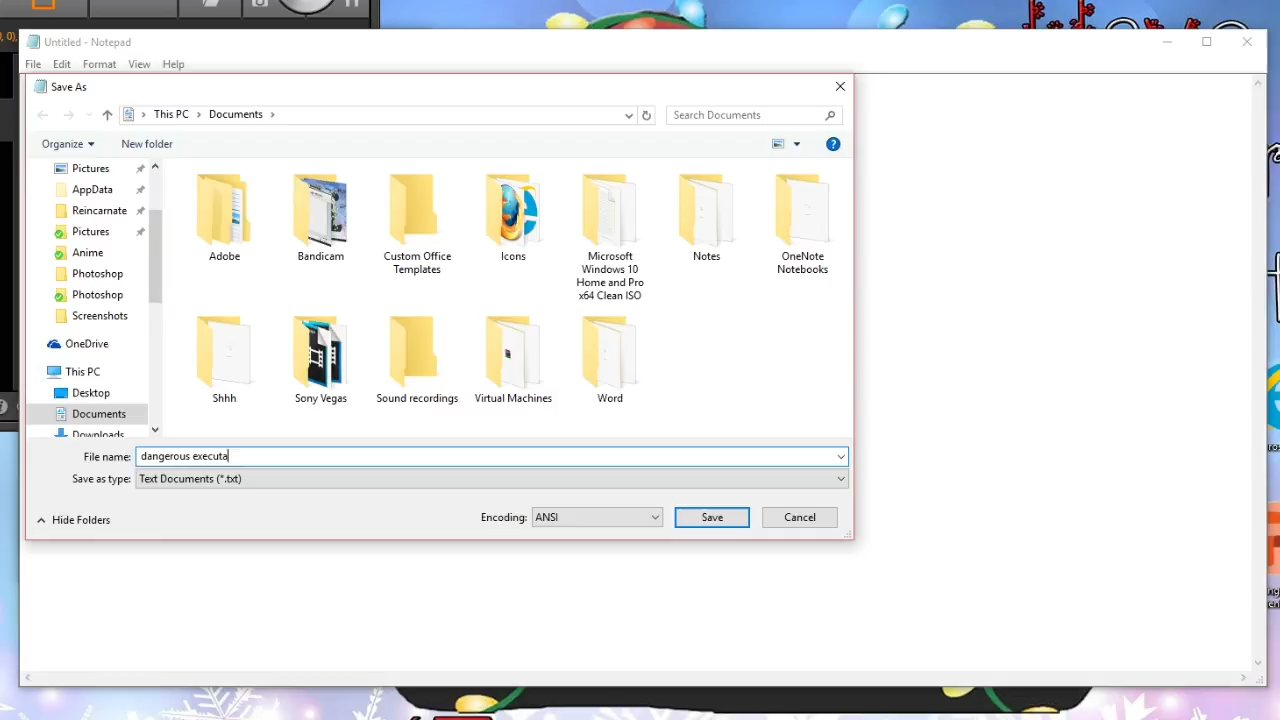 Untitled - Notepad
File Edit Format View Help
Save As
This PC > Documents >
Search Documents
Organize
New folder
Pictures
AppData
Reincarnate
Pictures
Anime
Photoshop
Photoshop
Screenshots
OneDrive
This PC
Desktop
Documents
Downloads
Adobe
Bandicam
Custom Office
Templates
Icons
Microsoft
Windows 10
Home and Pro
x64 Clean ISO
Notes
OneNote
Notebooks
Shhh
Sony Vegas
Sound recordings
Virtual Machines
Word
File name: dangerous executa
Save as type: Text Documents (*.txt)
Hide Folders
Encoding: ANSI
Save
Cancel